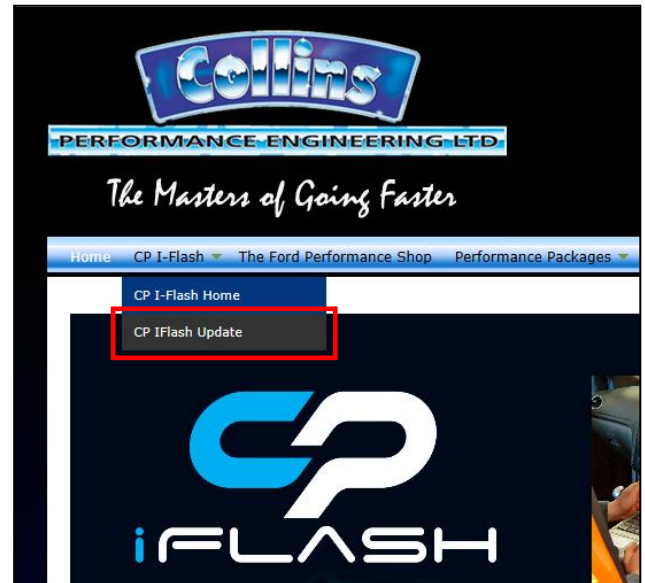 Collins
PERFORMANCE ENGINEERING LTD
The Masters of Going Faster
Home CP I-Flash The Ford Performance Shop Performance Packages
CP I-Flash Home
CP IFlash Update
CP
iFLASH